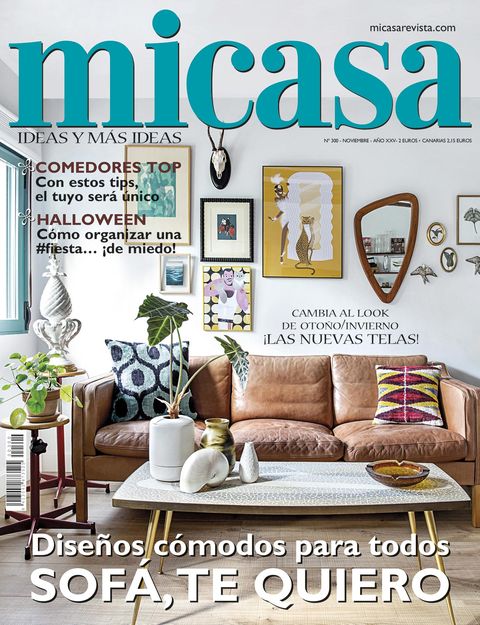 micasarevista.com
micasa
IDEAS Y MÁS IDEAS
Nº 300 - NOVIEMBRE - AÑO XXV- 2 EUROS • CANARIAS 2,15 EUROS
COMEDORES TOP
Con estos tips,
el tuyo será único
HALLOWEEN
Cómo organizar una
#fiesta... ¡de miedo!
CAMBIA AL LOOK
DE OTOÑO/INVIERNO
¡LAS NUEVAS TELAS!
Diseños cómodos para todos
SOFÁ, TE QUIERO